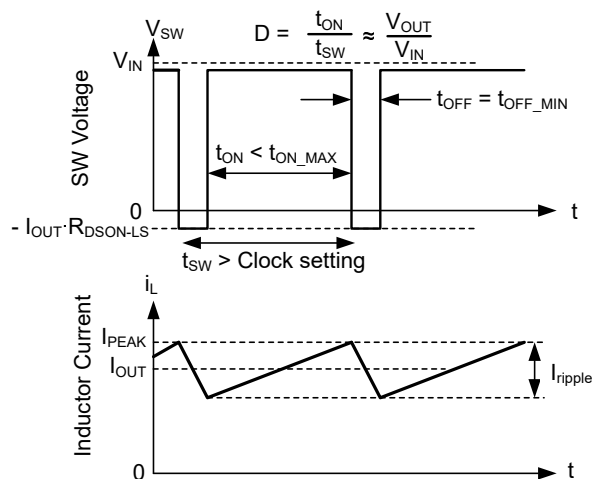 V_SW
D = t_ON / t_SW ≈ V_OUT / V_IN
V_IN
t_OFF = t_OFF_MIN
SW Voltage
t_ON < t_ON_MAX
0
t
- I_OUT·R_DSON-LS
t_SW > Clock setting
i_L
Inductor Current
I_PEAK
I_OUT
I_ripple
0
t